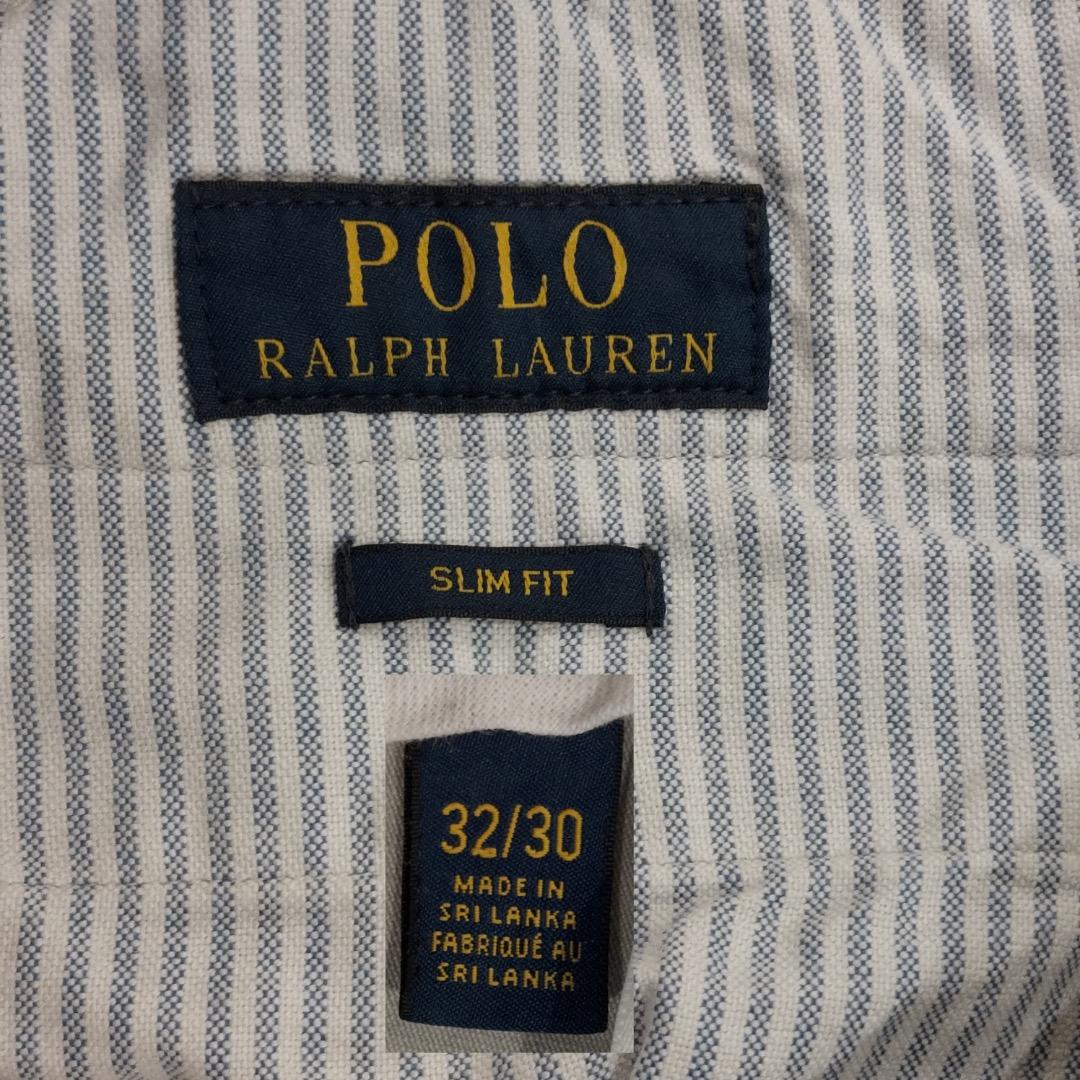 POLO
RALPH LAUREN
SLIM FIT
32/30
MADE IN
SRI LANKA
FABRIQUÉ AU
SRI LANKA